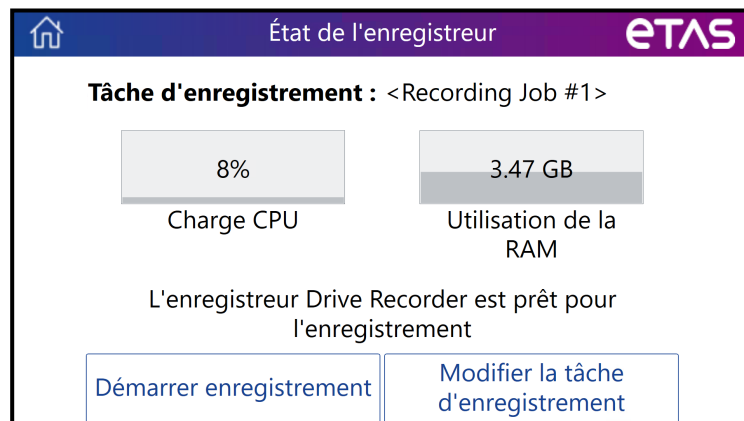 État de l'enregistreur
ETAS
Tâche d'enregistrement : <Recording Job #1>
8%
3.47 GB
Charge CPU
Utilisation de la
RAM
L'enregistreur Drive Recorder est prêt pour
l'enregistrement
Démarrer enregistrement
Modifier la tâche
d'enregistrement